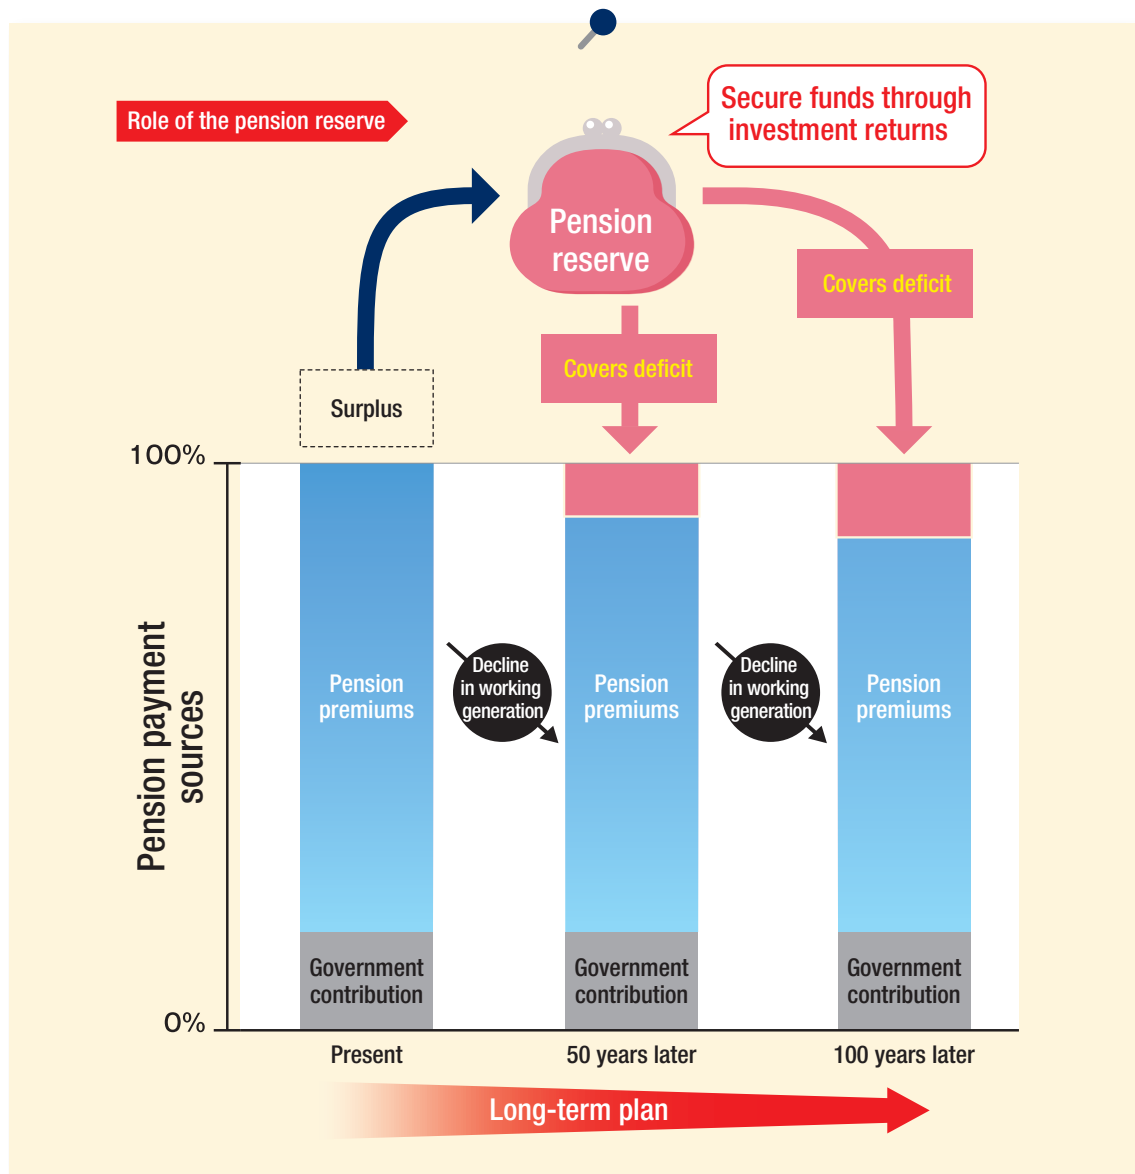 Role of the pension reserve
Secure funds through
investment returns
Pension
reserve
Covers deficit
Covers deficit
Surplus
100%
Pension payment
sources
Pension
premiums
Decline
in working
generation
Pension
premiums
Decline
in working
generation
Pension
premiums
Government
contribution
Government
contribution
Government
contribution
0%
Present
50 years later
100 years later
Long-term plan